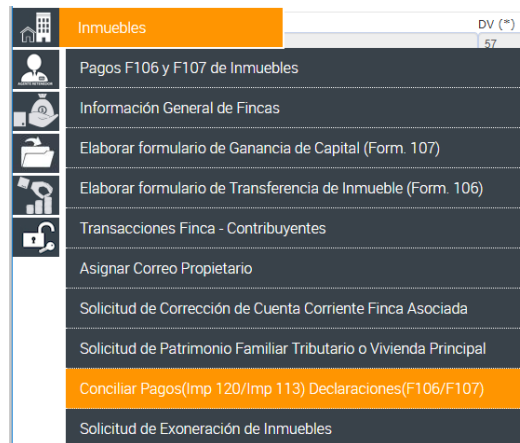 Inmuebles
DV (*)
57
Pagos F106 y F107 de Inmuebles
Información General de Fincas
Elaborar formulario de Ganancia de Capital (Form. 107)
Elaborar formulario de Transferencia de Inmueble (Form. 106)
Transacciones Finca - Contribuyentes
Asignar Correo Propietario
Solicitud de Corrección de Cuenta Corriente Finca Asociada
Solicitud de Patrimonio Familiar Tributario o Vivienda Principal
Conciliar Pagos(Imp 120/Imp 113) Declaraciones(F106/F107)
Solicitud de Exoneración de Inmuebles